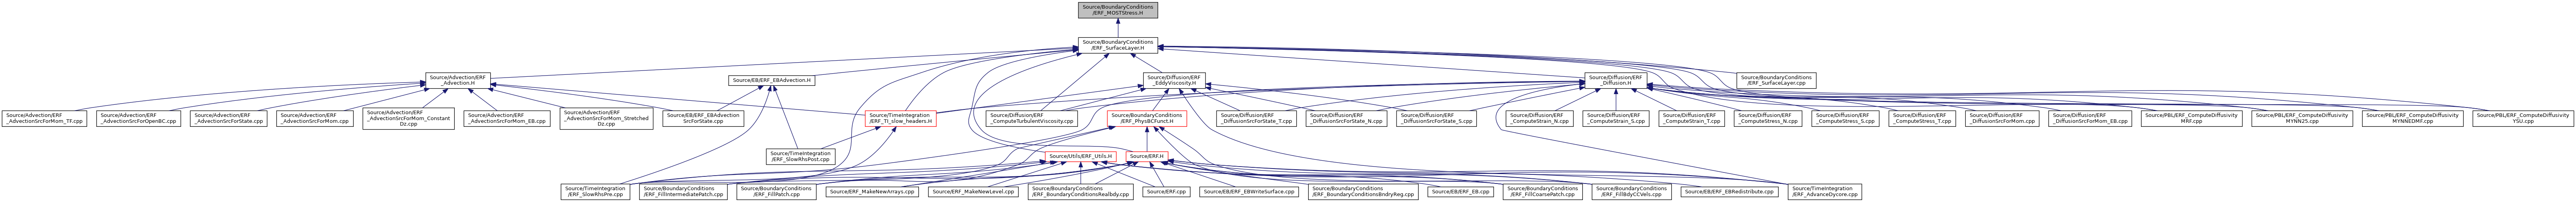 Source/BoundaryConditions
/ERF_MOSTStress.H
Source/BoundaryConditions
/ERF_SurfaceLayer.H
Source/Advection/ERF
_Advection.H
Source/EB/ERF_EBAdvection.H
Source/Diffusion/ERF
_EddyViscosity.H
Source/Diffusion/ERF
_Diffusion.H
Source/BoundaryConditions
/ERF_SurfaceLayer.cpp
Source/Advection/ERF
_AdvectionSrcForMom_TF.cpp
Source/Advection/ERF
_AdvectionSrcForOpenBC.cpp
Source/Advection/ERF
_AdvectionSrcForState.cpp
Source/Advection/ERF
_AdvectionSrcForMom.cpp
Source/Advection/ERF
_AdvectionSrcForMom_Constant
Dz.cpp
Source/Advection/ERF
_AdvectionSrcForMom_EB.cpp
Source/Advection/ERF
_AdvectionSrcForMom_Stretched
Dz.cpp
Source/EB/ERF_EBAdvection
SrcForState.cpp
Source/TimeIntegration
/ERF_TI_slow_headers.H
Source/Diffusion/ERF
_ComputeTurbulentViscosity.cpp
Source/BoundaryConditions
/ERF_PhysBCFunct.H
Source/Diffusion/ERF
_DiffusionSrcForState_T.cpp
Source/Diffusion/ERF
_DiffusionSrcForState_N.cpp
Source/Diffusion/ERF
_DiffusionSrcForState_S.cpp
Source/Diffusion/ERF
_ComputeStrain_N.cpp
Source/Diffusion/ERF
_ComputeStrain_S.cpp
Source/Diffusion/ERF
_ComputeStrain_T.cpp
Source/Diffusion/ERF
_ComputeStress_N.cpp
Source/Diffusion/ERF
_ComputeStress_S.cpp
Source/Diffusion/ERF
_ComputeStress_T.cpp
Source/Diffusion/ERF
_DiffusionSrcForMom.cpp
Source/Diffusion/ERF
_DiffusionSrcForMom_EB.cpp
Source/PBL/ERF_ComputeDiffusivity
MRF.cpp
Source/PBL/ERF_ComputeDiffusivity
MYNN25.cpp
Source/PBL/ERF_ComputeDiffusivity
MYNNEDMF.cpp
Source/PBL/ERF_ComputeDiffusivity
YSU.cpp
Source/TimeIntegration
/ERF_SlowRhsPost.cpp
Source/Utils/ERF_Utils.H
Source/ERF.H
Source/TimeIntegration
/ERF_SlowRhsPre.cpp
Source/BoundaryConditions
/ERF_FillIntermediatePatch.cpp
Source/BoundaryConditions
/ERF_FillPatch.cpp
Source/ERF_MakeNewArrays.cpp
Source/ERF_MakeNewLevel.cpp
Source/BoundaryConditions
/ERF_BoundaryConditionsRealbdy.cpp
Source/ERF.cpp
Source/EB/ERF_EBWriteSurface.cpp
Source/BoundaryConditions
/ERF_BoundaryConditionsBndryReg.cpp
Source/EB/ERF_EB.cpp
Source/BoundaryConditions
/ERF_FillCoarsePatch.cpp
Source/BoundaryConditions
/ERF_FillBdyCCVels.cpp
Source/EB/ERF_EBRedistribute.cpp
Source/TimeIntegration
/ERF_AdvanceDycore.cpp